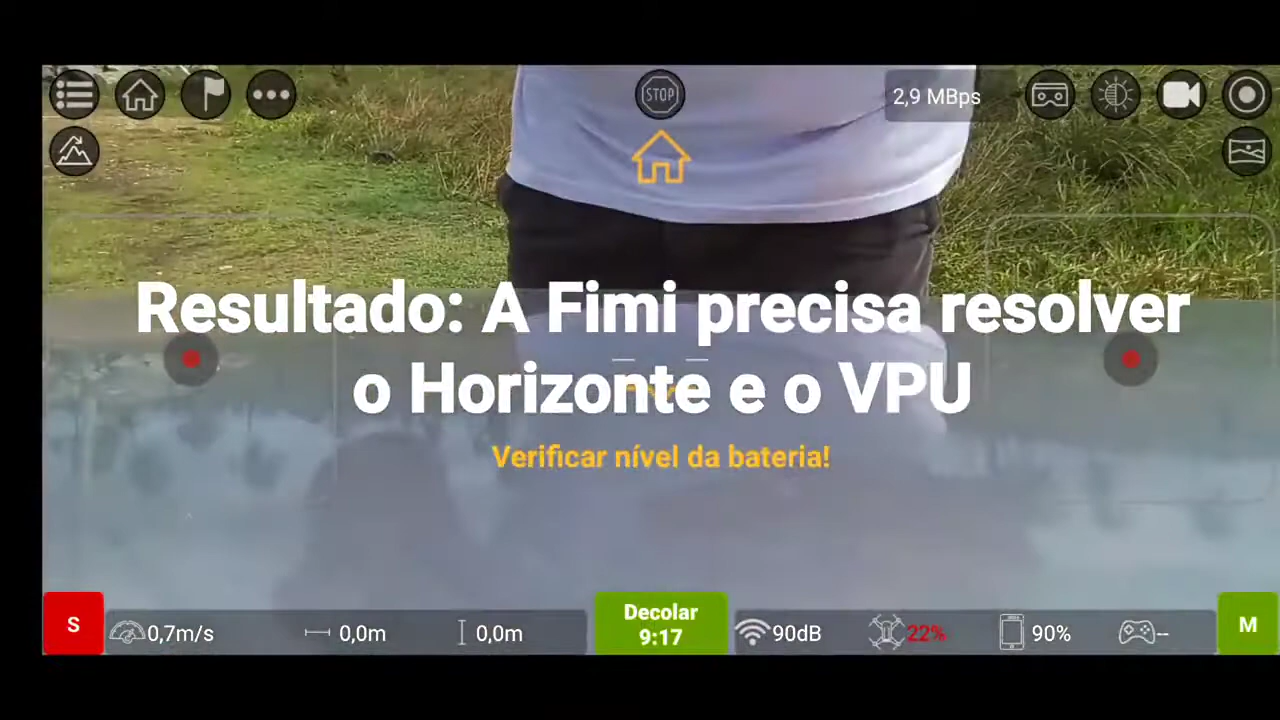 STOP
2,9 MBps
Resultado: A Fimi precisa resolver
o Horizonte e o VPU
Verificar nível da bateria!
S
0,7m/s
0,0m
0,0m
Decolar
9:17
90dB
22%
90%
--
M